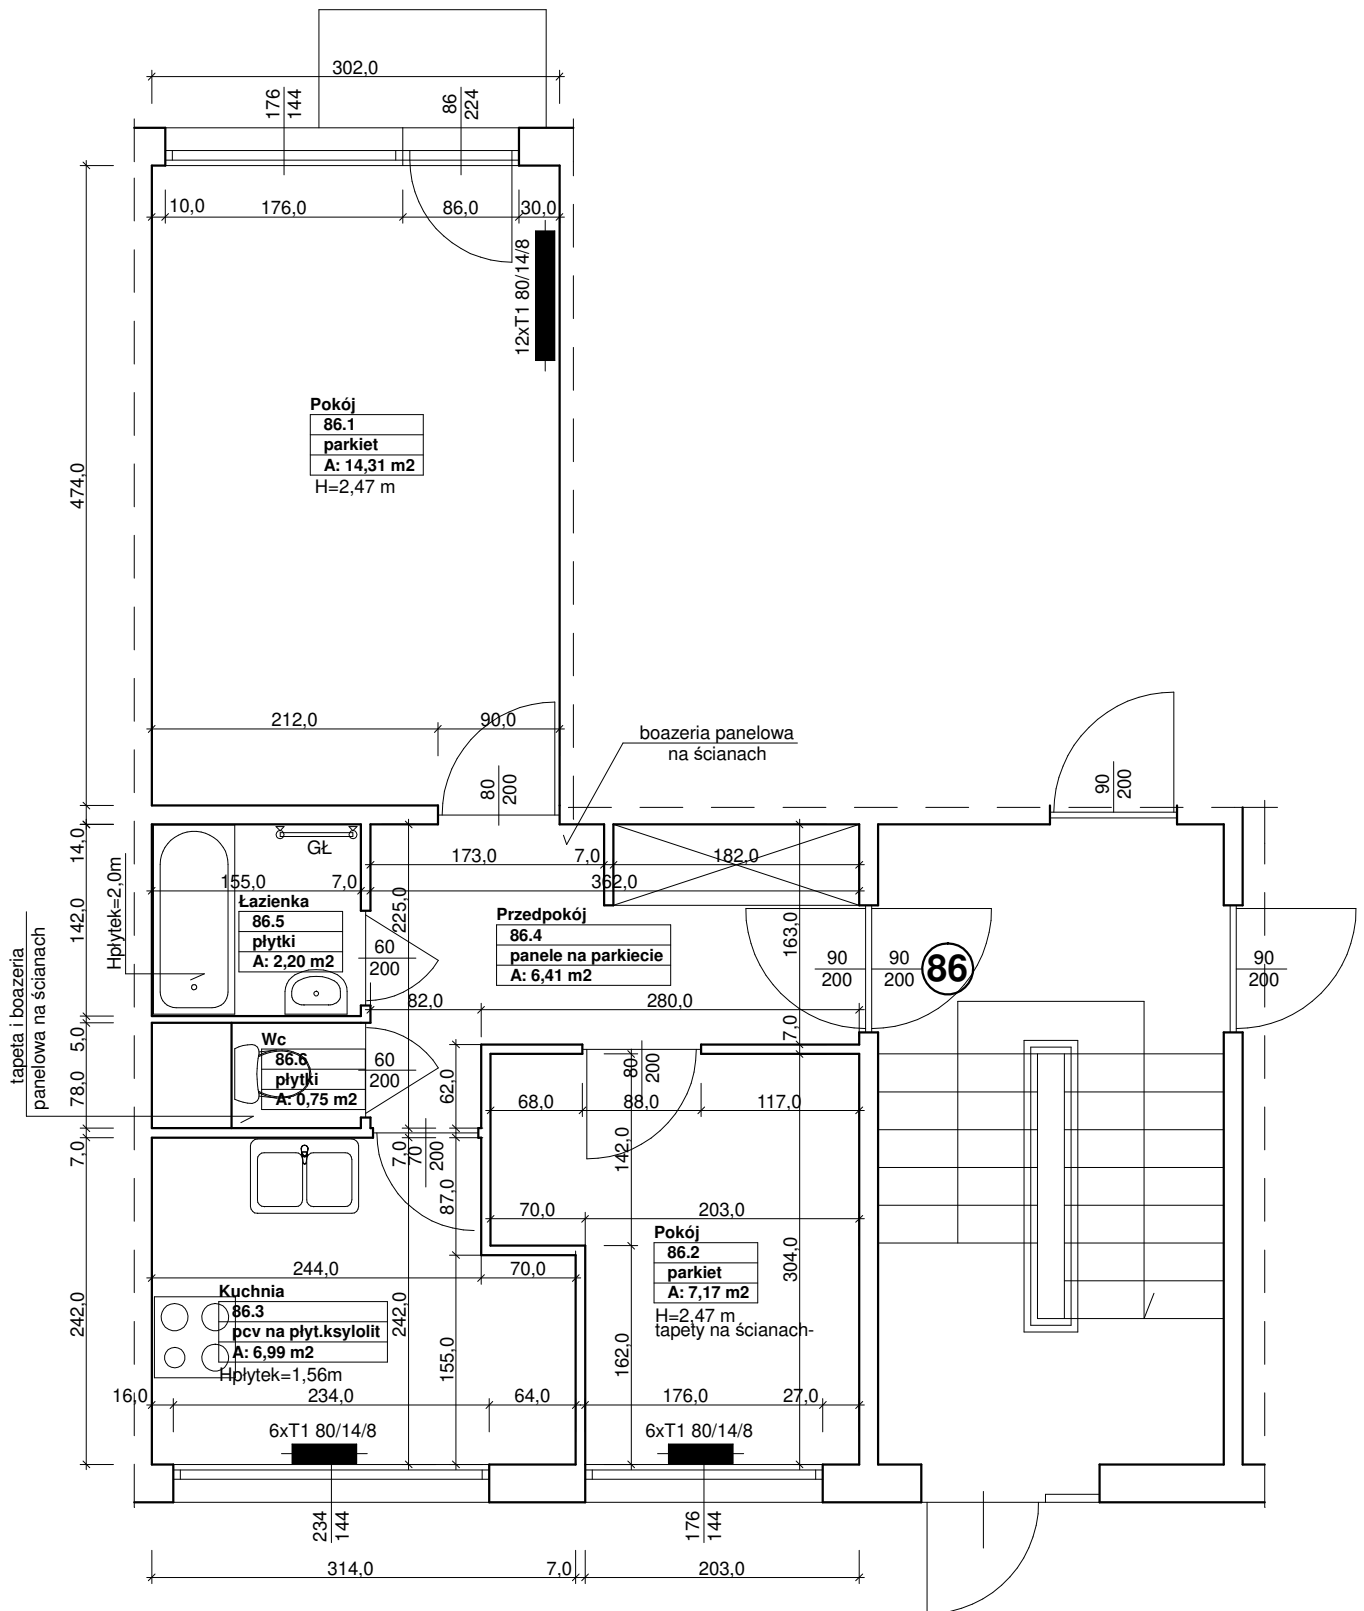 302,0
176
144
86
224
10,0
176,0
86,0
30,0
12xT1 80/14/8
474,0
Pokój
86.1
parkiet
A: 14,31 m2
H=2,47 m
212,0
90,0
80
200
boazeria panelowa
na ścianach
90
200
14,0
GŁ
173,0
7,0
182,0
155,0
7,0
362,0
Hpłytek=2,0m
142,0
225,0
163,0
Łazienka
86.5
płytki
A: 2,20 m2
60
200
Przedpokój
86.4
panele na parkiecie
A: 6,41 m2
90
200
90
200
86
90
200
82,0
280,0
7,0
tapeta i boazeria
panelowa na ścianach
5,0
78,0
7,0
Wc
86.6
płytki
A: 0,75 m2
60
200
62,0
80
200
68,0
88,0
117,0
7,0
70
200
142,0
87,0
70,0
203,0
Pokój
86.2
parkiet
A: 7,17 m2
H=2,47 m
tapety na ścianach-
304,0
244,0
70,0
242,0
Kuchnia
86.3
pcv na płyt.ksylolit
A: 6,99 m2
Hpłytek=1,56m
242,0
155,0
162,0
16,0
234,0
64,0
176,0
27,0
6xT1 80/14/8
6xT1 80/14/8
234
144
176
144
314,0
7,0
203,0